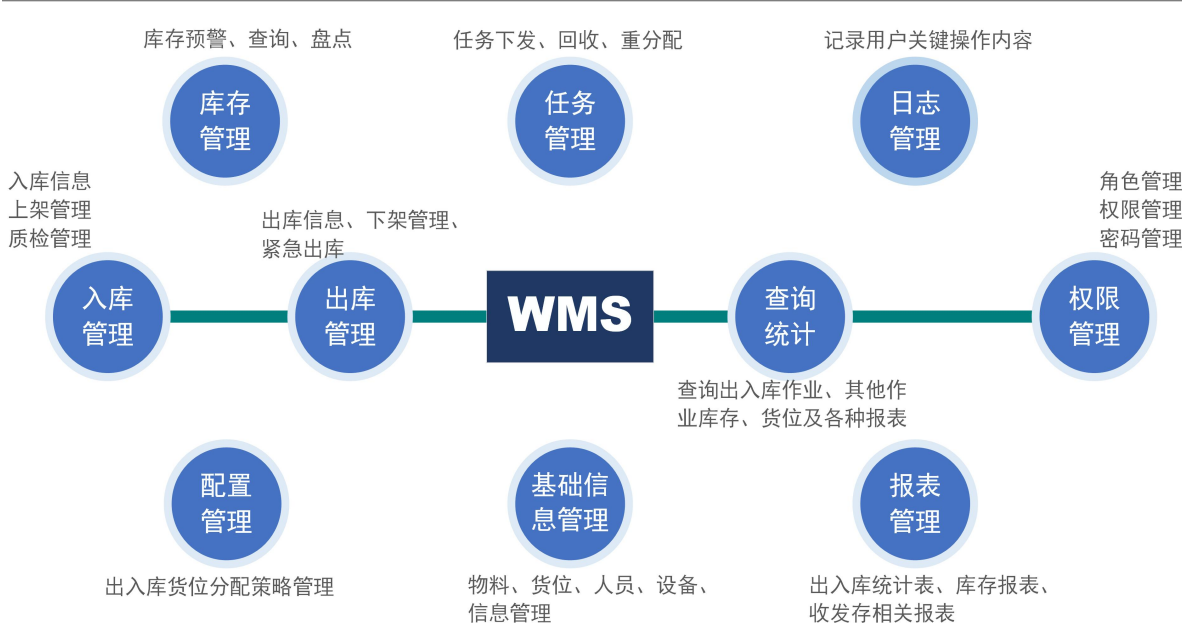 库存预警、查询、盘点
库存
管理
任务下发、回收、重分配
任务
管理
记录用户关键操作内容
日志
管理
入库信息
上架管理
质检管理
入库
管理
出库信息、下架管理、
紧急出库
出库
管理
WMS
查询
统计
查询出入库作业、其他作
业库存、货位及各种报表
角色管理
权限管理
密码管理
权限
管理
配置
管理
出入库货位分配策略管理
基础信
息管理
物料、货位、人员、设备、
信息管理
报表
管理
出入库统计表、库存报表、
收发存相关报表